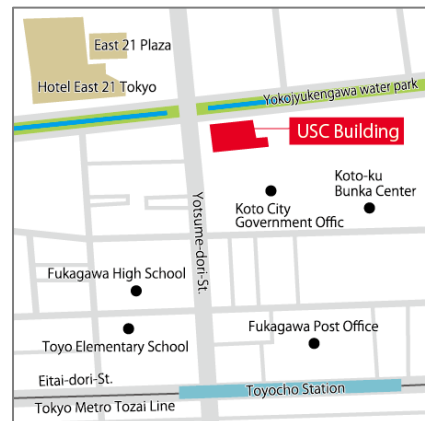 East 21 Plaza
Hotel East 21 Tokyo
Yokojyukengawa water park
USC Building
Koto-ku
Bunka Center
Koto City
Government Offic
Yotsume-dori-St.
Fukagawa High School
Toyo Elementary School
Fukagawa Post Office
Eitai-dori-St.
Toyocho Station
Tokyo Metro Tozai Line